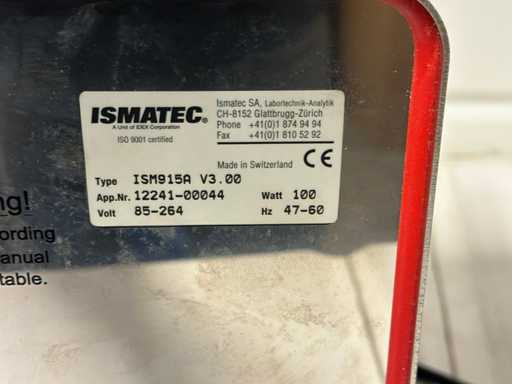 ISMATEC®
A Unit of IDEX Corporation
ISO 9001 certified
Ismatec SA, Labortechnik-Analytik
CH-8152 Glattbrugg-Zürich
Phone +41(0)1 874 94 94
Fax +41(0)1 810 52 92
Made in Switzerland CE
Type ISM915A V3.00
App.Nr. 12241-00044 Watt 100
Volt 85-264 Hz 47-60
ng!
ording
anual
table.